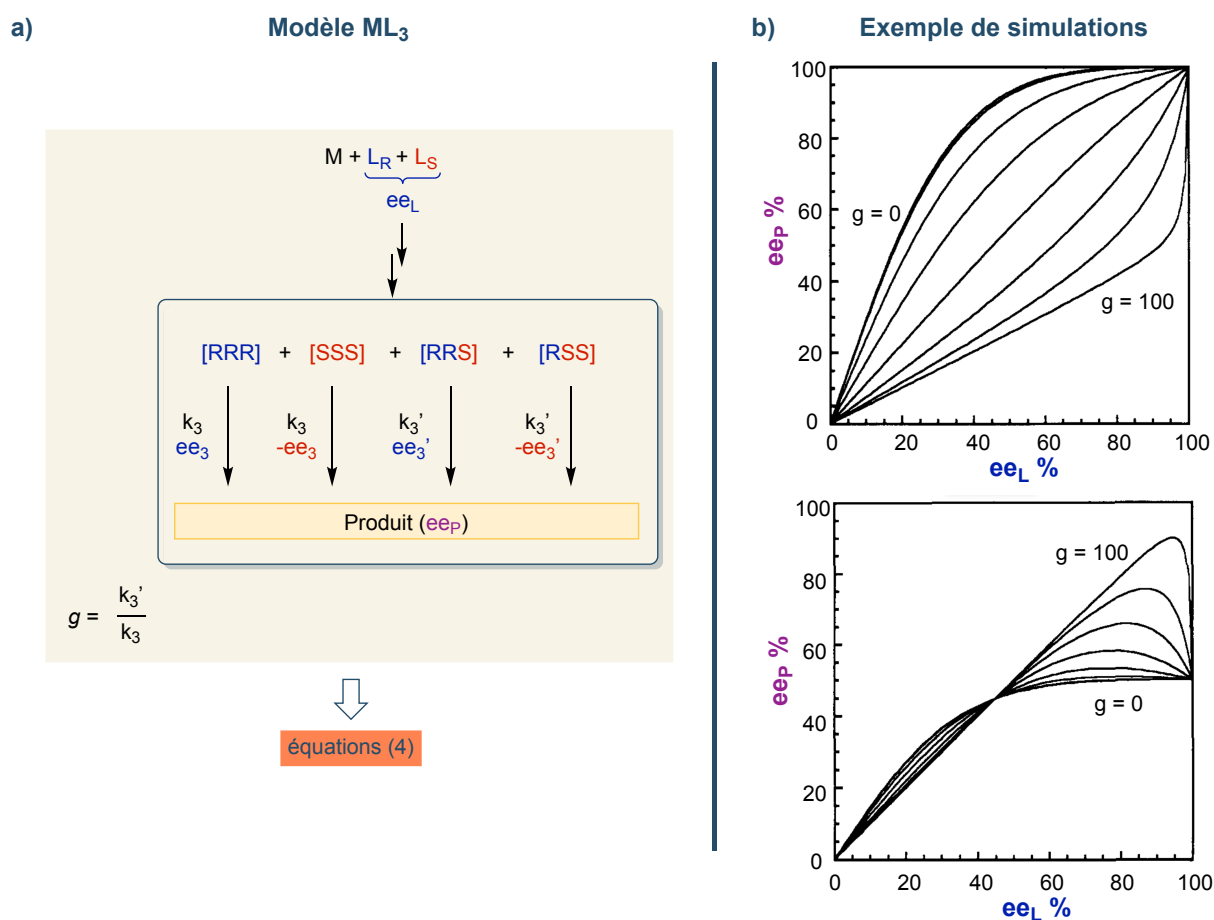 a)
Modèle ML3
M + LR + LS
eeL
[RRR] + [SSS] + [RRS] + [RSS]
k3 k3 k3' k3'
ee3 -ee3 ee3' -ee3'
Produit (eeP)
g = k3' / k3
équations (4)
b)
Exemple de simulations
100
80
60
40
20
0
eeP %
g = 0
g = 100
0 20 40 60 80 100
eeL %
100
80
60
40
20
0
eeP %
g = 100
g = 0
0 20 40 60 80 100
eeL %